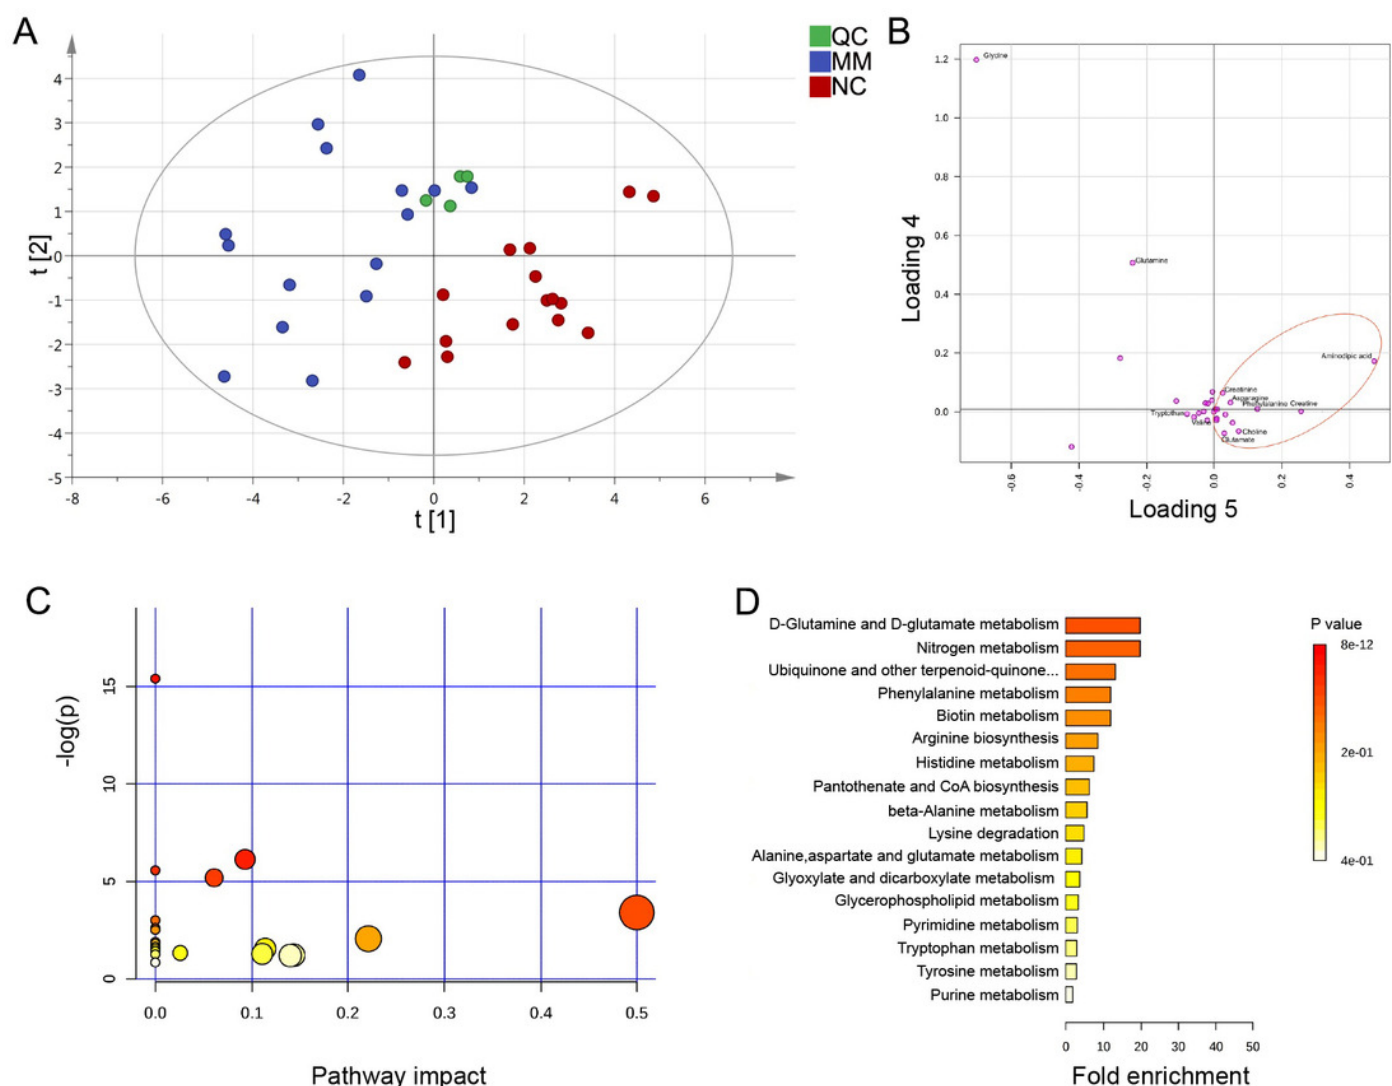 A
QC
MM
NC
4
3
2
1
0
-1
-2
-3
-4
-5
t [2]
-8
-6
-4
-2
0
2
4
6
t [1]
B
1.2
1.0
0.8
0.6
0.4
0.2
0.0
Loading 4
Glycine
Glutamine
Aminodipic acid
Creatinine
Asparagine
Phenylalanine Creatine
Tryptothan
Valine
Choline
Glutamate
-0.6
-0.4
-0.2
0.0
0.2
0.4
Loading 5
C
-log(p)
15
10
5
0
0.0
0.1
0.2
0.3
0.4
0.5
Pathway impact
D
D-Glutamine and D-glutamate metabolism
Nitrogen metabolism
Ubiquinone and other terpenoid-quinone...
Phenylalanine metabolism
Biotin metabolism
Arginine biosynthesis
Histidine metabolism
Pantothenate and CoA biosynthesis
beta-Alanine metabolism
Lysine degradation
Alanine,aspartate and glutamate metabolism
Glyoxylate and dicarboxylate metabolism
Glycerophospholipid metabolism
Pyrimidine metabolism
Tryptophan metabolism
Tyrosine metabolism
Purine metabolism
0 10 20 30 40 50
Fold enrichment
P value
8e-12
2e-01
4e-01